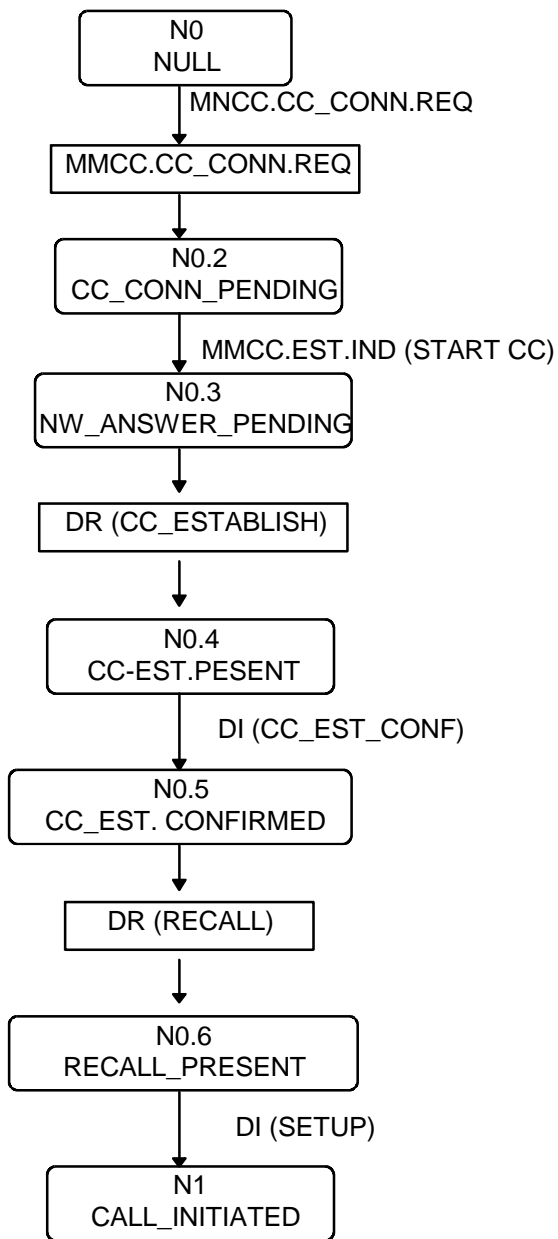 N0
NULL
MNCC.CC_CONN.REQ
MMCC.CC_CONN.REQ
N0.2
CC_CONN_PENDING
MMCC.EST.IND (START CC)
N0.3
NW_ANSWER_PENDING
DR (CC_ESTABLISH)
N0.4
CC-EST.PESENT
DI (CC_EST_CONF)
N0.5
CC_EST. CONFIRMED
DR (RECALL)
N0.6
RECALL_PRESENT
DI (SETUP)
N1
CALL_INITIATED